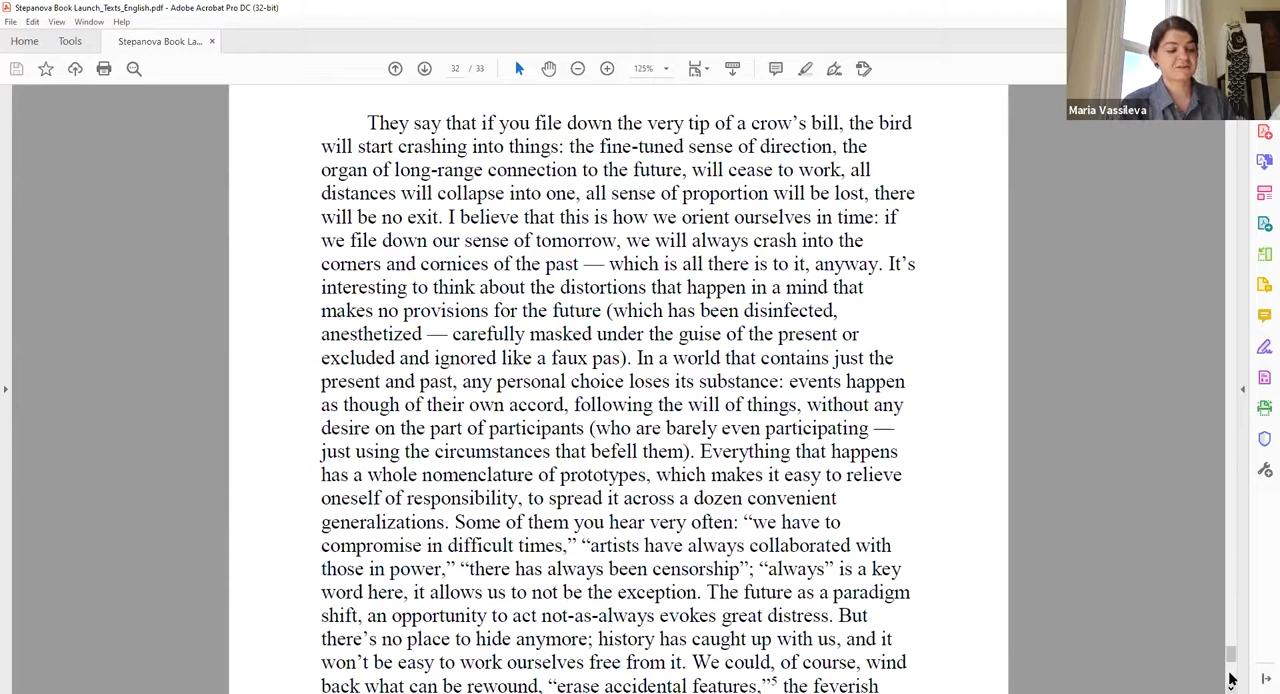 Stepanova Book Launch_Texts_English.pdf - Adobe Acrobat Pro DC (32-bit)
File Edit View Window Help
Home Tools Stepanova Book La... ×
32 / 33 125%
Maria Vassileva
They say that if you file down the very tip of a crow’s bill, the bird
will start crashing into things: the fine-tuned sense of direction, the
organ of long-range connection to the future, will cease to work, all
distances will collapse into one, all sense of proportion will be lost, there
will be no exit. I believe that this is how we orient ourselves in time: if
we file down our sense of tomorrow, we will always crash into the
corners and cornices of the past — which is all there is to it, anyway. It’s
interesting to think about the distortions that happen in a mind that
makes no provisions for the future (which has been disinfected,
anesthetized — carefully masked under the guise of the present or
excluded and ignored like a faux pas). In a world that contains just the
present and past, any personal choice loses its substance: events happen
as though of their own accord, following the will of things, without any
desire on the part of participants (who are barely even participating —
just using the circumstances that befell them). Everything that happens
has a whole nomenclature of prototypes, which makes it easy to relieve
oneself of responsibility, to spread it across a dozen convenient
generalizations. Some of them you hear very often: “we have to
compromise in difficult times,” “artists have always collaborated with
those in power,” “there has always been censorship”; “always” is a key
word here, it allows us to not be the exception. The future as a paradigm
shift, an opportunity to act not-as-always evokes great distress. But
there’s no place to hide anymore; history has caught up with us, and it
won’t be easy to work ourselves free from it. We could, of course, wind
back what can be rewound, “erase accidental features,”⁵ the feverish